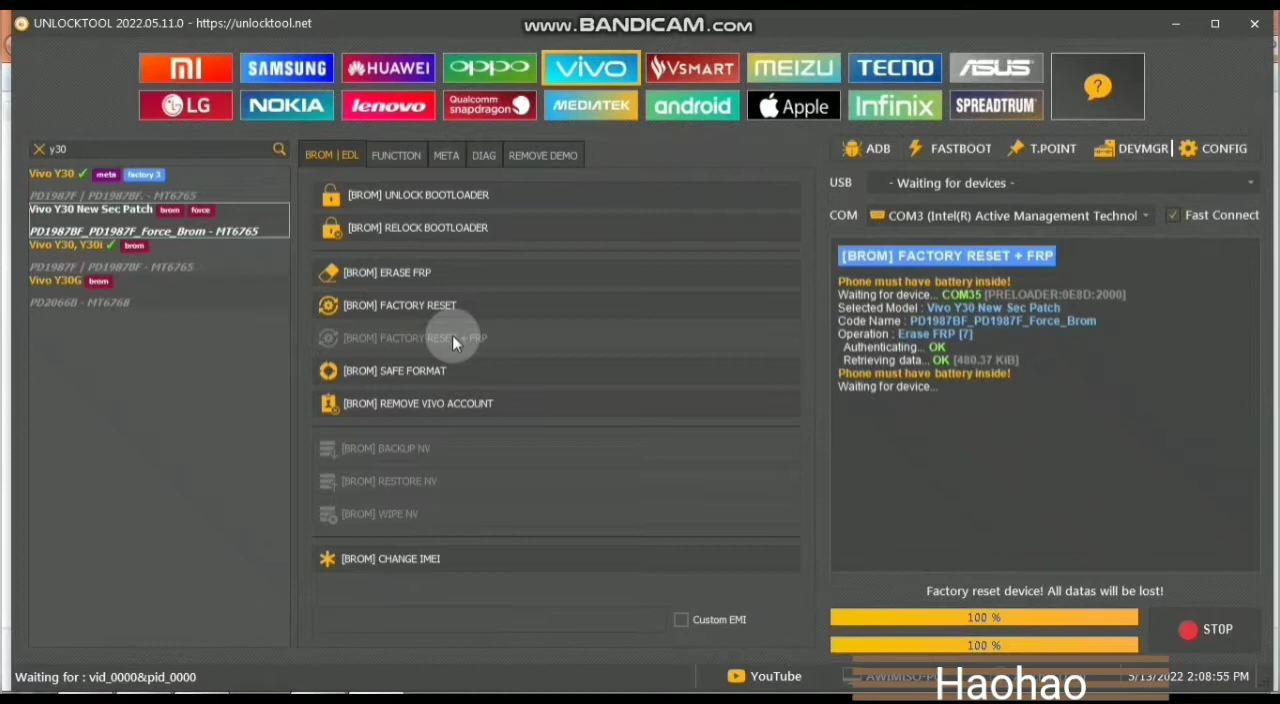 UNLOCKTOOL 2022.05.11.0 - https://unlocktool.net
www.BANDICAM.com
mi SAMSUNG HUAWEI oppo vivo VSMART MEIZU TECNO ASUS
LG NOKIA lenovo Qualcomm snapdragon MEDIATEK android Apple Infinix SPREADTRUM
y30
Vivo Y30 ✓ meta factory 3
PD1987F | PD1987BF. - MT6765
Vivo Y30 New Sec Patch brom force
PD1987BF_PD1987F_Force_Brom - MT6765
Vivo Y30, Y30i ✓ brom
PD1987F | PD1987BF - MT6765
Vivo Y30G brom
PD2066B - MT6768
BROM | EDL FUNCTION META DIAG REMOVE DEMO
[BROM] UNLOCK BOOTLOADER
[BROM] RELOCK BOOTLOADER
[BROM] ERASE FRP
[BROM] FACTORY RESET
[BROM] FACTORY RESET + FRP
[BROM] SAFE FORMAT
[BROM] REMOVE VIVO ACCOUNT
[BROM] BACKUP NV
[BROM] RESTORE NV
[BROM] WIPE NV
[BROM] CHANGE IMEI
Custom EMI
ADB FASTBOOT T.POINT DEVMGR CONFIG
USB - Waiting for devices -
COM COM3 (Intel(R) Active Management Technol Fast Connect
[BROM] FACTORY RESET + FRP
Phone must have battery inside!
Waiting for device... COM35 [PRELOADER:0E8D:2000]
Selected Model : Vivo Y30 New Sec Patch
Code Name : PD1987BF_PD1987F_Force_Brom
Operation : Erase FRP [7]
Authenticating... OK
Retrieving data... OK [480.37 KiB]
Phone must have battery inside!
Waiting for device...
Factory reset device! All datas will be lost!
100 %
100 %
STOP
Waiting for : vid_0000&pid_0000
YouTube
Haohao
5/13/2022 2:08:55 PM